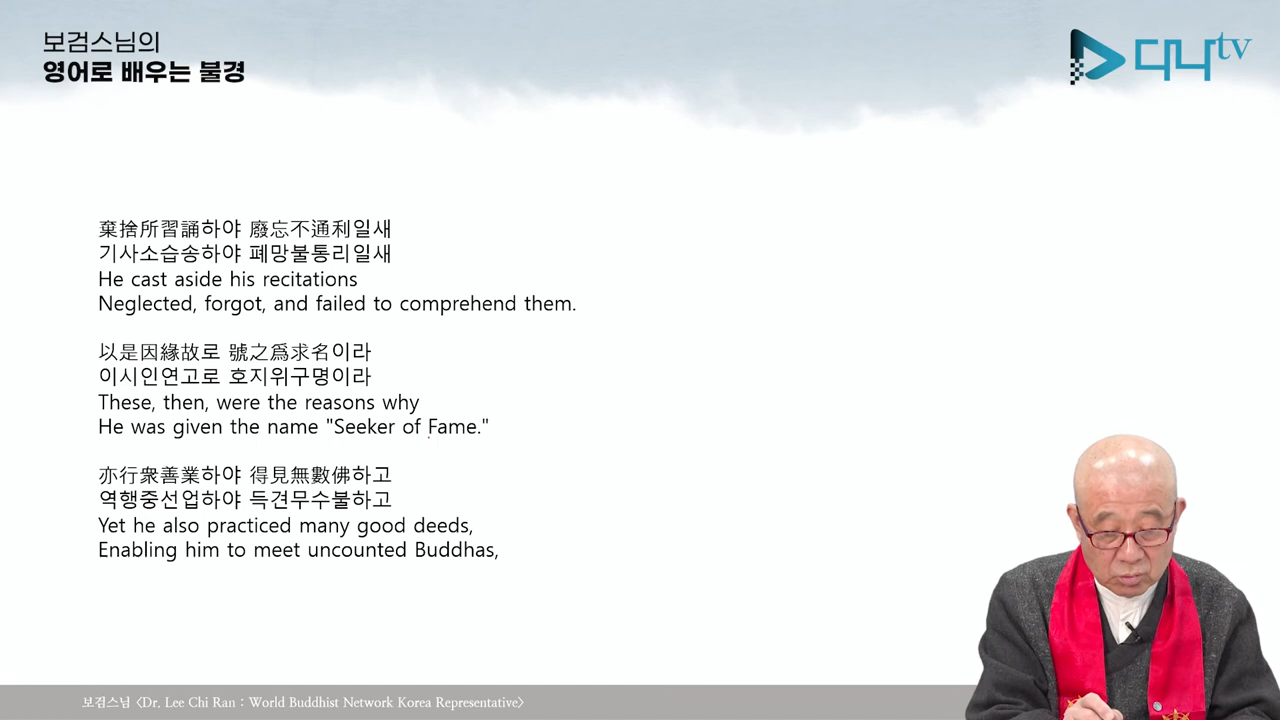 보검스님의
영어로 배우는 불경
디나tv
棄捨所習誦하야 廢忘不通利일새
기사소습송하야 폐망불통리일새
He cast aside his recitations
Neglected, forgot, and failed to comprehend them.
以是因緣故로 號之爲求名이라
이시인연고로 호지위구명이라
These, then, were the reasons why
He was given the name "Seeker of Fame."
亦行衆善業하야 得見無數佛하고
역행중선업하야 득견무수불하고
Yet he also practiced many good deeds,
Enabling him to meet uncounted Buddhas,
보검스님 <Dr. Lee Chi Ran : World Buddhist Network Korea Representative>